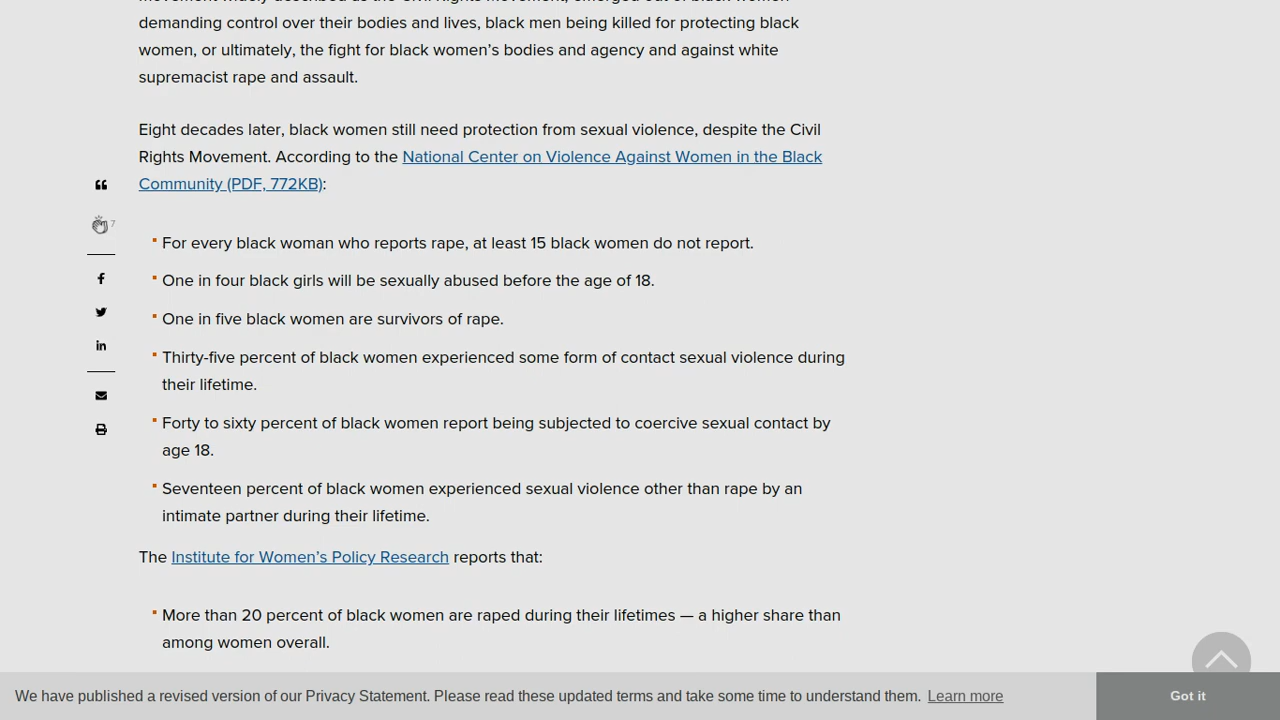 demanding control over their bodies and lives, black men being killed for protecting black
women, or ultimately, the fight for black women's bodies and agency and against white
supremacist rape and assault.
Eight decades later, black women still need protection from sexual violence, despite the Civil
Rights Movement. According to the National Center on Violence Against Women in the Black
Community (PDF, 772KB):
7
For every black woman who reports rape, at least 15 black women do not report.
One in four black girls will be sexually abused before the age of 18.
One in five black women are survivors of rape.
Thirty-five percent of black women experienced some form of contact sexual violence during
their lifetime.
Forty to sixty percent of black women report being subjected to coercive sexual contact by
age 18.
Seventeen percent of black women experienced sexual violence other than rape by an
intimate partner during their lifetime.
The Institute for Women's Policy Research reports that:
More than 20 percent of black women are raped during their lifetimes — a higher share than
among women overall.
We have published a revised version of our Privacy Statement. Please read these updated terms and take some time to understand them. Learn more
Got it